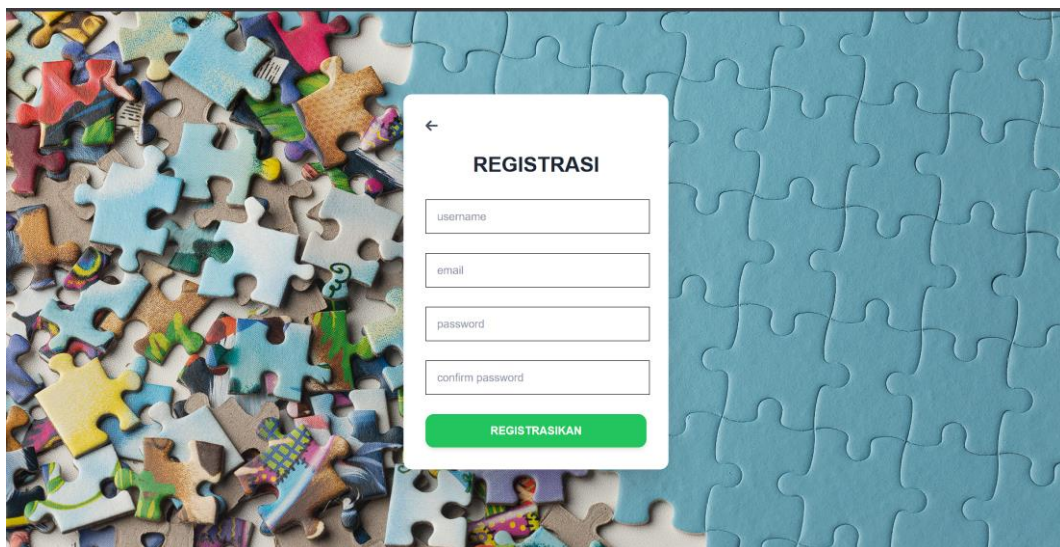 REGISTRASI
username
email
password
confirm password
REGISTRASIKAN